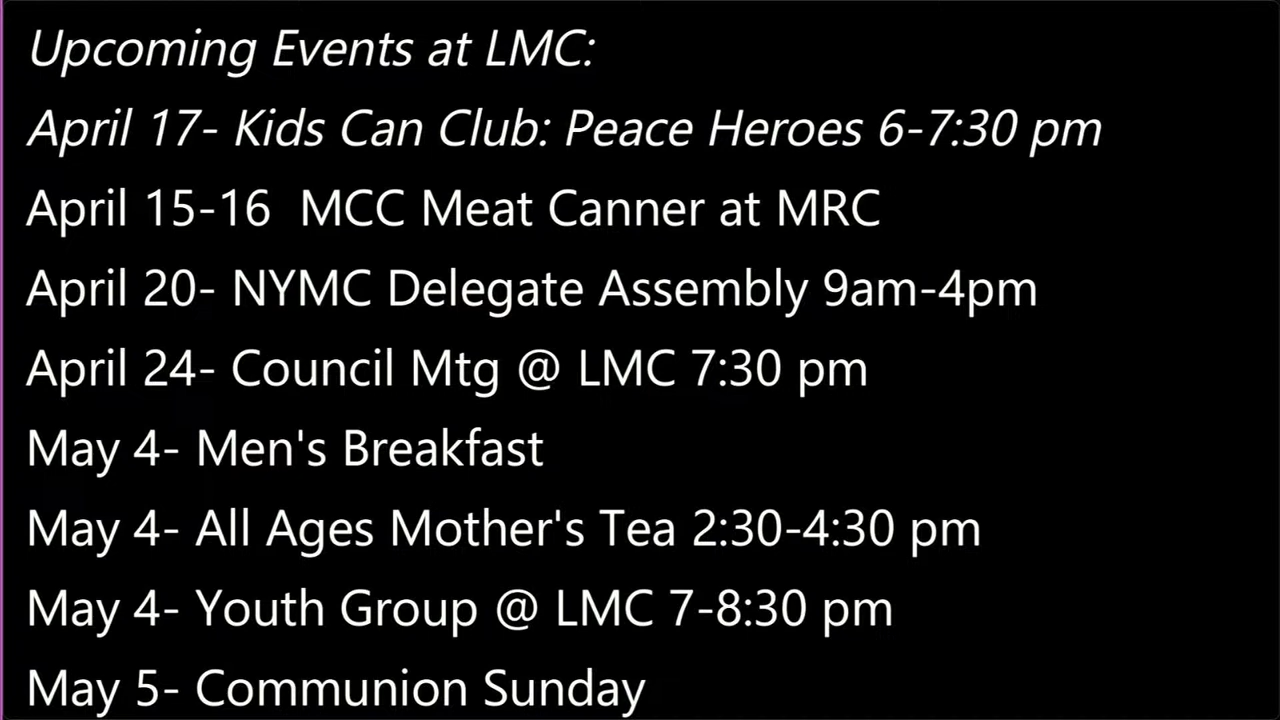 Upcoming Events at LMC:
April 17- Kids Can Club: Peace Heroes 6-7:30 pm
April 15-16  MCC Meat Canner at MRC
April 20- NYMC Delegate Assembly 9am-4pm
April 24- Council Mtg @ LMC 7:30 pm
May 4- Men's Breakfast
May 4- All Ages Mother's Tea 2:30-4:30 pm
May 4- Youth Group @ LMC 7-8:30 pm
May 5- Communion Sunday